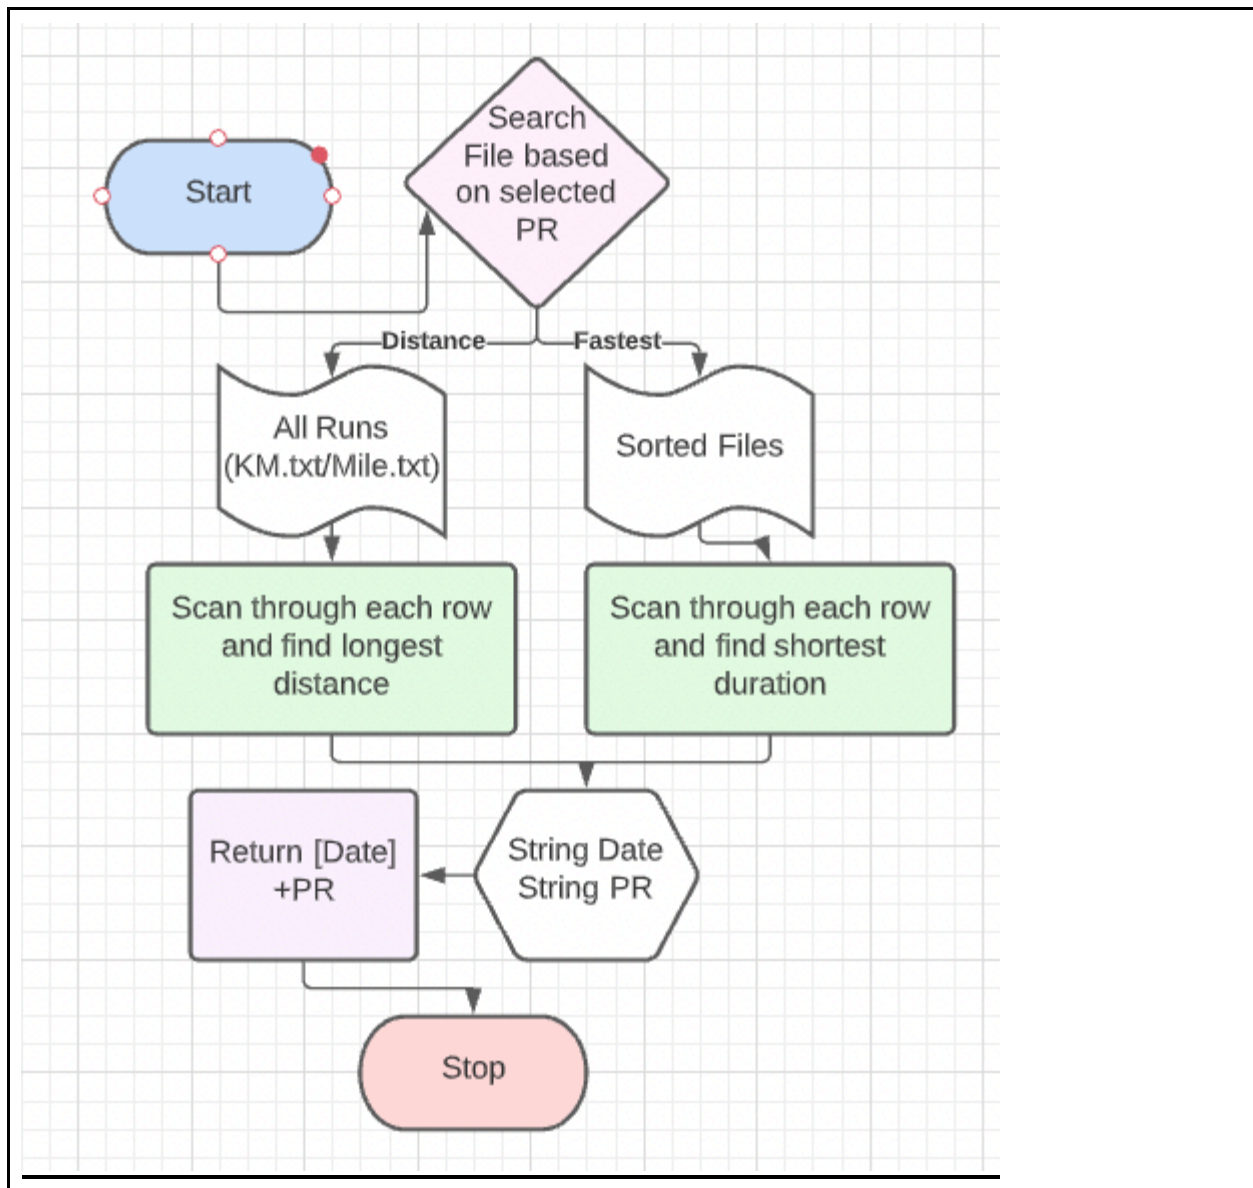 Start
Search
File based
on selected
PR
Distance
Fastest
All Runs
(KM.txt/Mile.txt)
Sorted Files
Scan through each row
and find longest
distance
Scan through each row
and find shortest
duration
Return [Date]
+PR
String Date
String PR
Stop